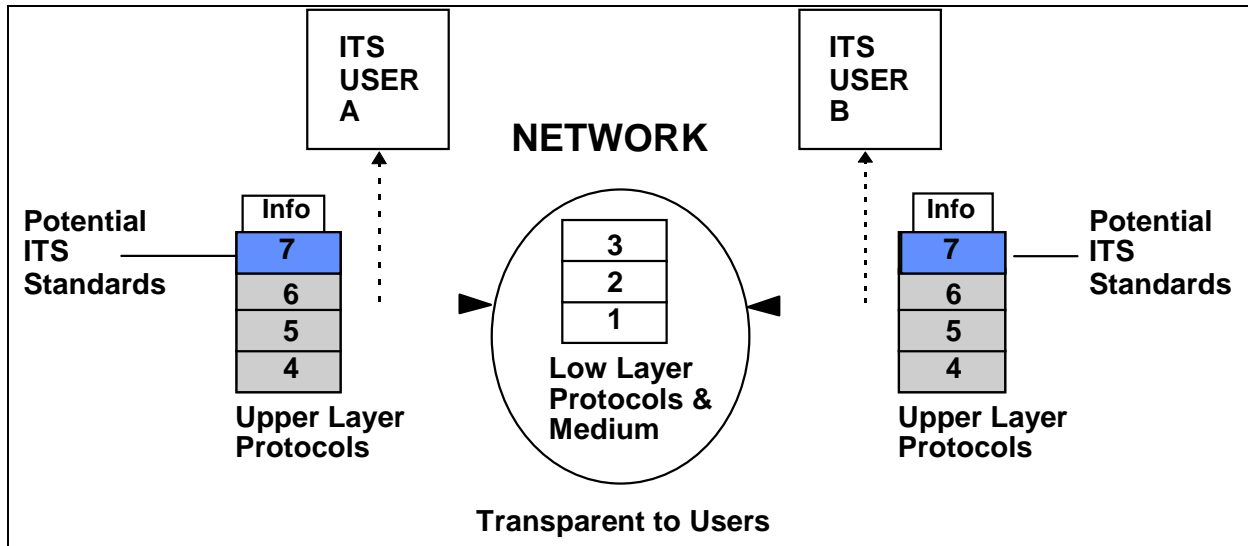 ITS
USER
A
ITS
USER
B
NETWORK
Potential
ITS
Standards
Info
7
6
5
4
Upper Layer
Protocols
3
2
1
Low Layer
Protocols &
Medium
Info
7
6
5
4
Upper Layer
Protocols
Potential
ITS
Standards
Transparent to Users